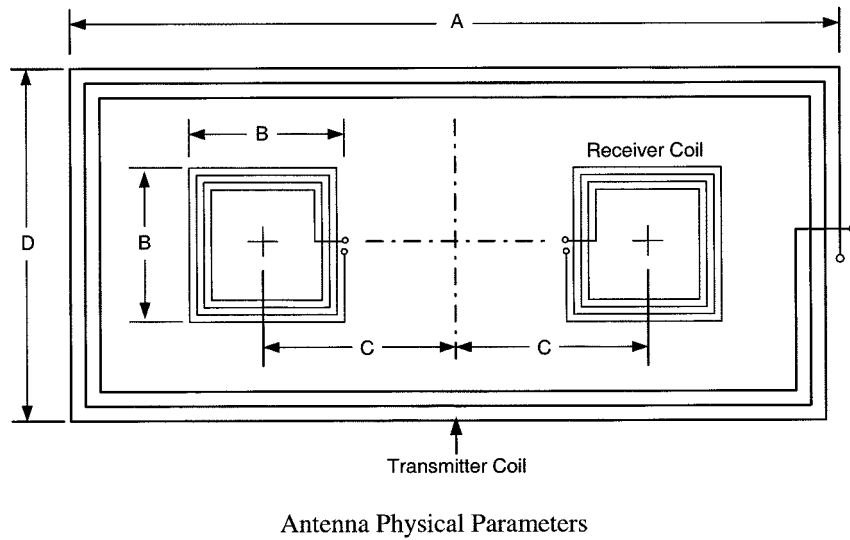 A
B
Receiver Coil
D
B
C
C
Transmitter Coil
Antenna Physical Parameters